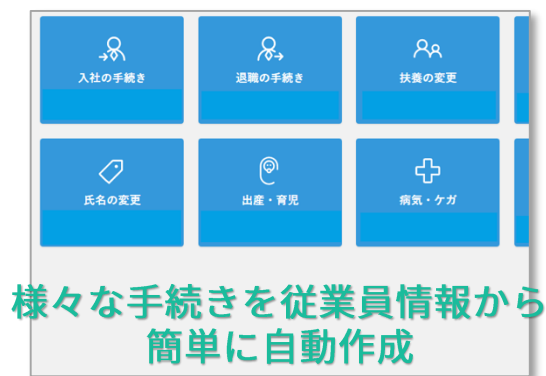 入社の手続き
退職の手続き
扶養の変更
氏名の変更
出産・育児
病気・ケガ
様々な手続きを従業員情報から
簡単に自動作成